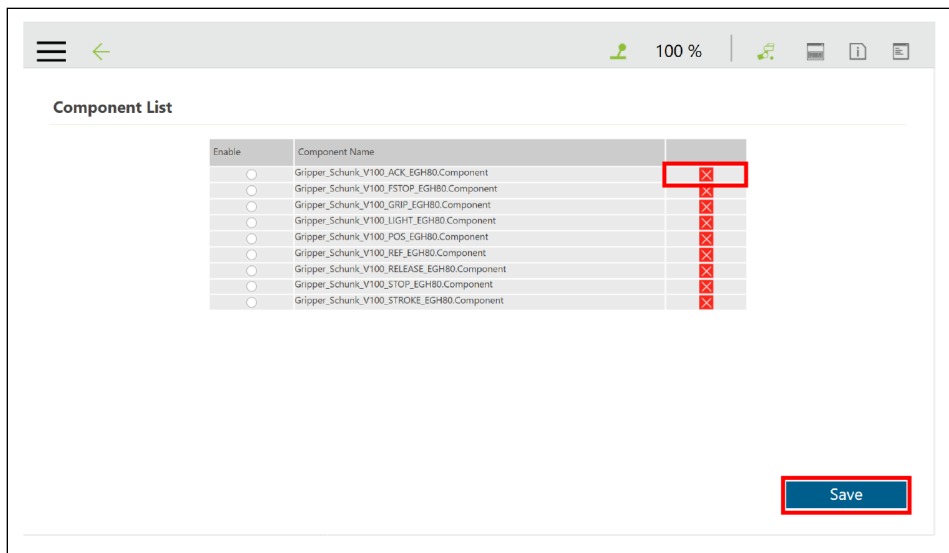 100 %
Component List
Enable Component Name
Gripper_Schunk_V100_ACK_EGH80.Component
Gripper_Schunk_V100_FSTOP_EGH80.Component
Gripper_Schunk_V100_GRIP_EGH80.Component
Gripper_Schunk_V100_LIGHT_EGH80.Component
Gripper_Schunk_V100_POS_EGH80.Component
Gripper_Schunk_V100_REF_EGH80.Component
Gripper_Schunk_V100_RELEASE_EGH80.Component
Gripper_Schunk_V100_STOP_EGH80.Component
Gripper_Schunk_V100_STROKE_EGH80.Component
Save